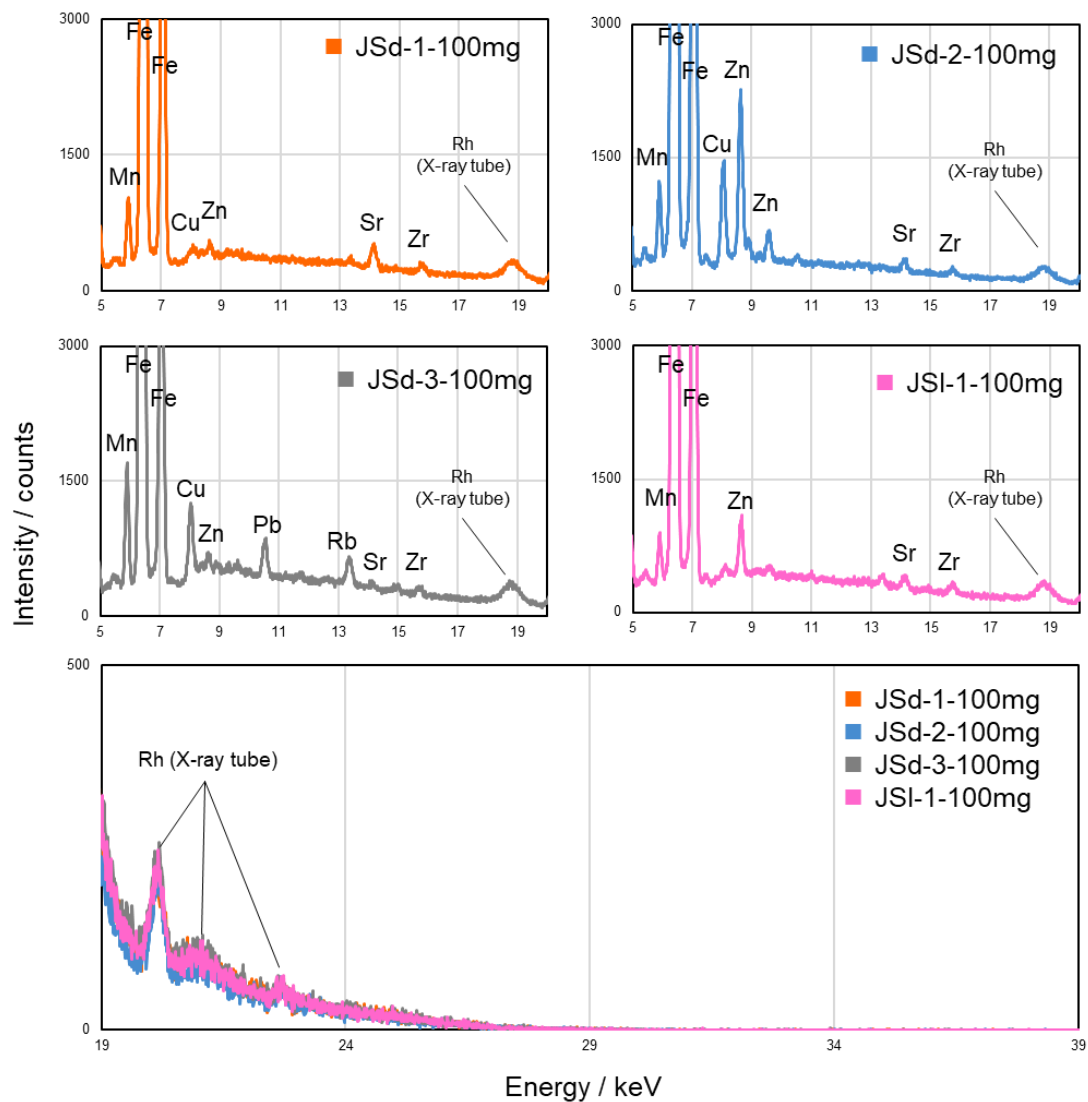 3000
Fe
Fe
JSd-1-100mg
1500
Mn
Cu
Zn
Sr
Zr
Rh
(X-ray tube)
0
5
7
9
11
13
15
17
19
3000
Fe
Fe
Zn
JSd-2-100mg
1500
Mn
Cu
Zn
Sr
Zr
Rh
(X-ray tube)
0
5
7
9
11
13
15
17
19
3000
Fe
Fe
JSd-3-100mg
Mn
1500
Cu
Zn
Pb
Rb
Sr
Zr
Rh
(X-ray tube)
0
5
7
9
11
13
15
17
19
3000
Fe
Fe
JSl-1-100mg
1500
Mn
Zn
Sr
Zr
Rh
(X-ray tube)
0
5
7
9
11
13
15
17
19
Intensity / counts
500
JSd-1-100mg
JSd-2-100mg
JSd-3-100mg
JSl-1-100mg
Rh (X-ray tube)
0
19
24
29
34
39
Energy / keV